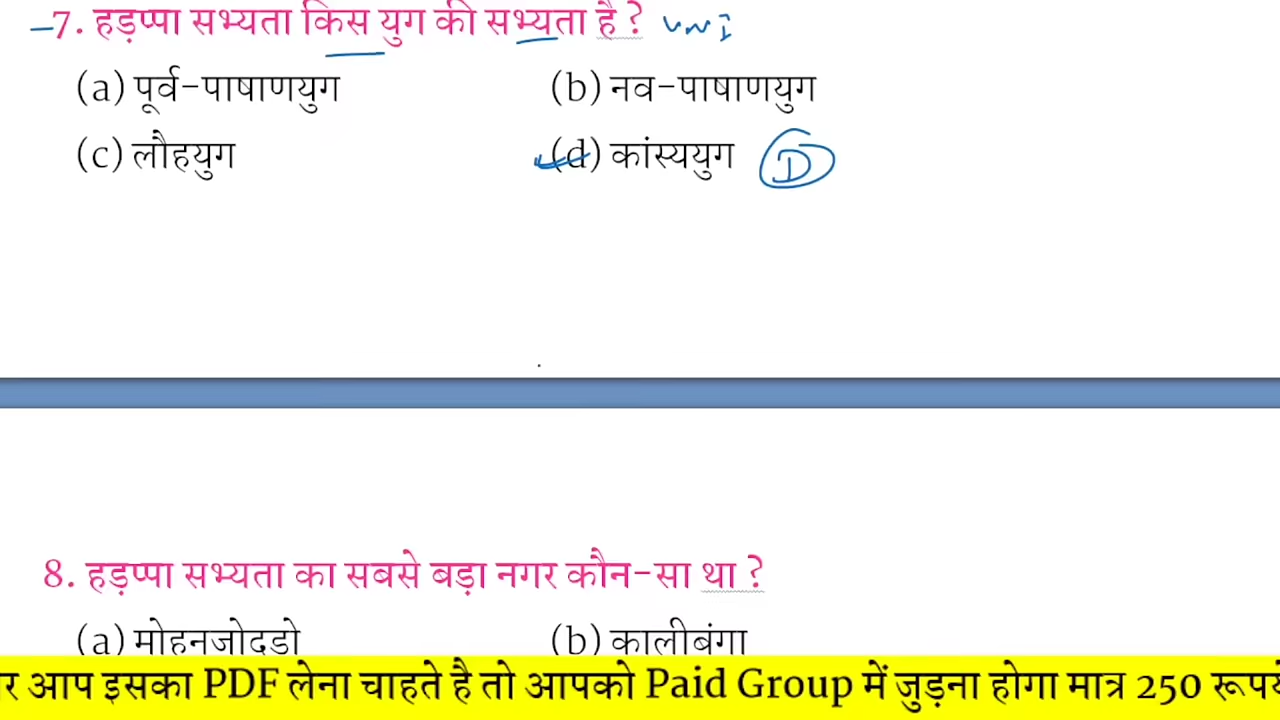 7. हड़प्पा सभ्यता किस युग की सभ्यता है ? VVI
(a) पूर्व-पाषाणयुग (b) नव-पाषाणयुग
(c) लौहयुग (d) कांस्ययुग D
8. हड़प्पा सभ्यता का सबसे बड़ा नगर कौन-सा था ?
(a) मोहनजोदड़ो (b) कालीबंगा
र आप इसका PDF लेना चाहते है तो आपको Paid Group में जुड़ना होगा मात्र 250 रूपये